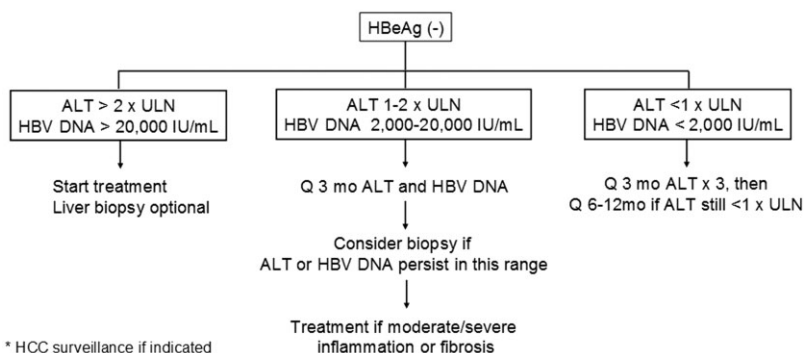 HBeAg (-)
ALT > 2 x ULN
HBV DNA > 20,000 IU/mL
ALT 1-2 x ULN
HBV DNA 2,000-20,000 IU/mL
ALT <1 x ULN
HBV DNA < 2,000 IU/mL
Start treatment
Liver biopsy optional
Q 3 mo ALT and HBV DNA
Q 3 mo ALT x 3, then
Q 6-12mo if ALT still <1 x ULN
Consider biopsy if
ALT or HBV DNA persist in this range
Treatment if moderate/severe
inflammation or fibrosis
* HCC surveillance if indicated